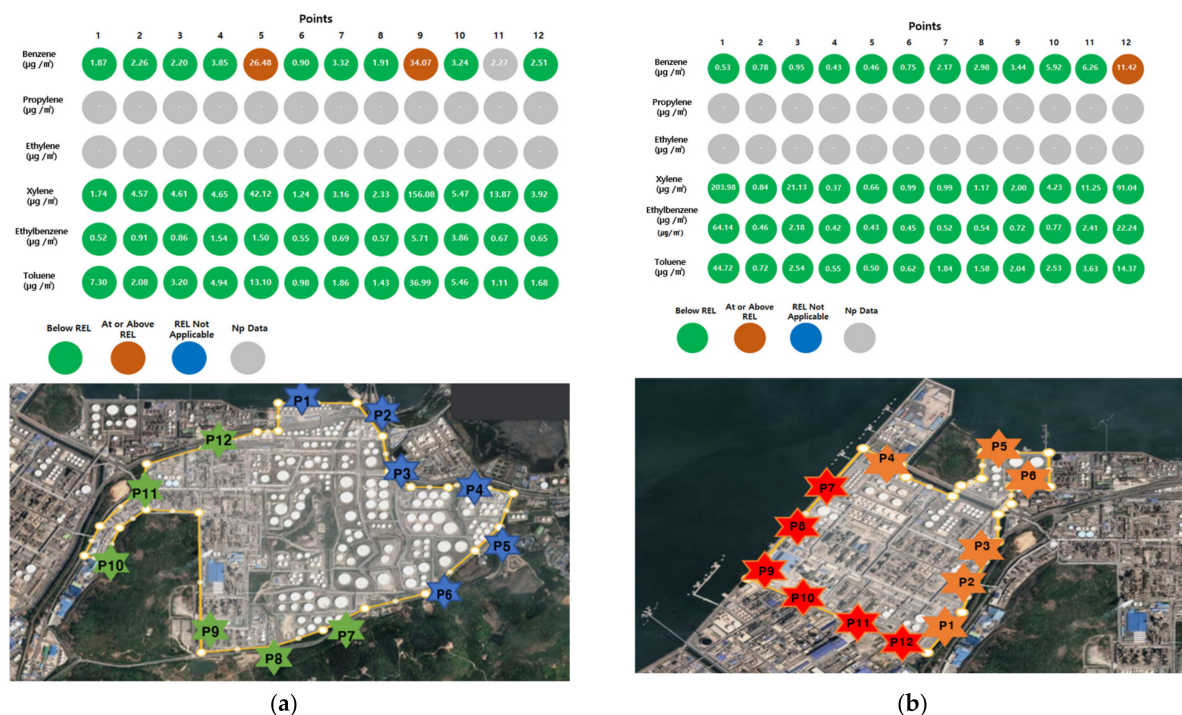 Points
1 2 3 4 5 6 7 8 9 10 11 12
Benzene
(μg /㎥)
1.87 2.26 2.20 3.85 26.48 0.90 3.32 1.91 34.07 3.24 2.27 2.51
Propylene
(μg /㎥)
Ethylene
(μg /㎥)
Xylene
(μg /㎥)
1.74 4.57 4.61 4.65 42.12 1.24 3.16 2.33 156.08 5.47 13.87 3.92
Ethylbenzene
(μg /㎥)
0.52 0.91 0.86 1.54 1.50 0.55 0.69 0.57 5.71 3.86 0.67 0.65
Toluene
(μg /㎥)
7.30 2.08 3.20 4.94 13.10 0.98 1.86 1.43 36.99 5.46 1.11 1.68
Below REL
At or Above
REL
REL Not
Applicable
Np Data
P1
P2
P12
P3
P4
P11
P5
P10
P6
P9
P7
P8
(a)
Points
1 2 3 4 5 6 7 8 9 10 11 12
Benzene
(μg /㎥)
0.53 0.78 0.95 0.43 0.46 0.75 2.17 2.98 3.44 5.92 6.26 11.42
Propylene
(μg /㎥)
Ethylene
(μg /㎥)
Xylene
(μg /㎥)
203.98 0.84 21.13 0.37 0.66 0.99 0.99 1.17 2.00 4.23 11.25 91.04
Ethylbenzene
(μg /㎥)
(μg/㎥)
64.14 0.46 2.18 0.42 0.43 0.45 0.52 0.54 0.72 0.77 2.41 22.24
Toluene
(μg /㎥)
44.72 0.72 2.54 0.55 0.50 0.62 1.84 1.58 2.04 2.53 3.63 14.37
Below REL
At or Above
REL
REL Not
Applicable
Np Data
P5
P4
P6
P7
P8
P3
P9
P2
P10
P11
P1
P12
(b)